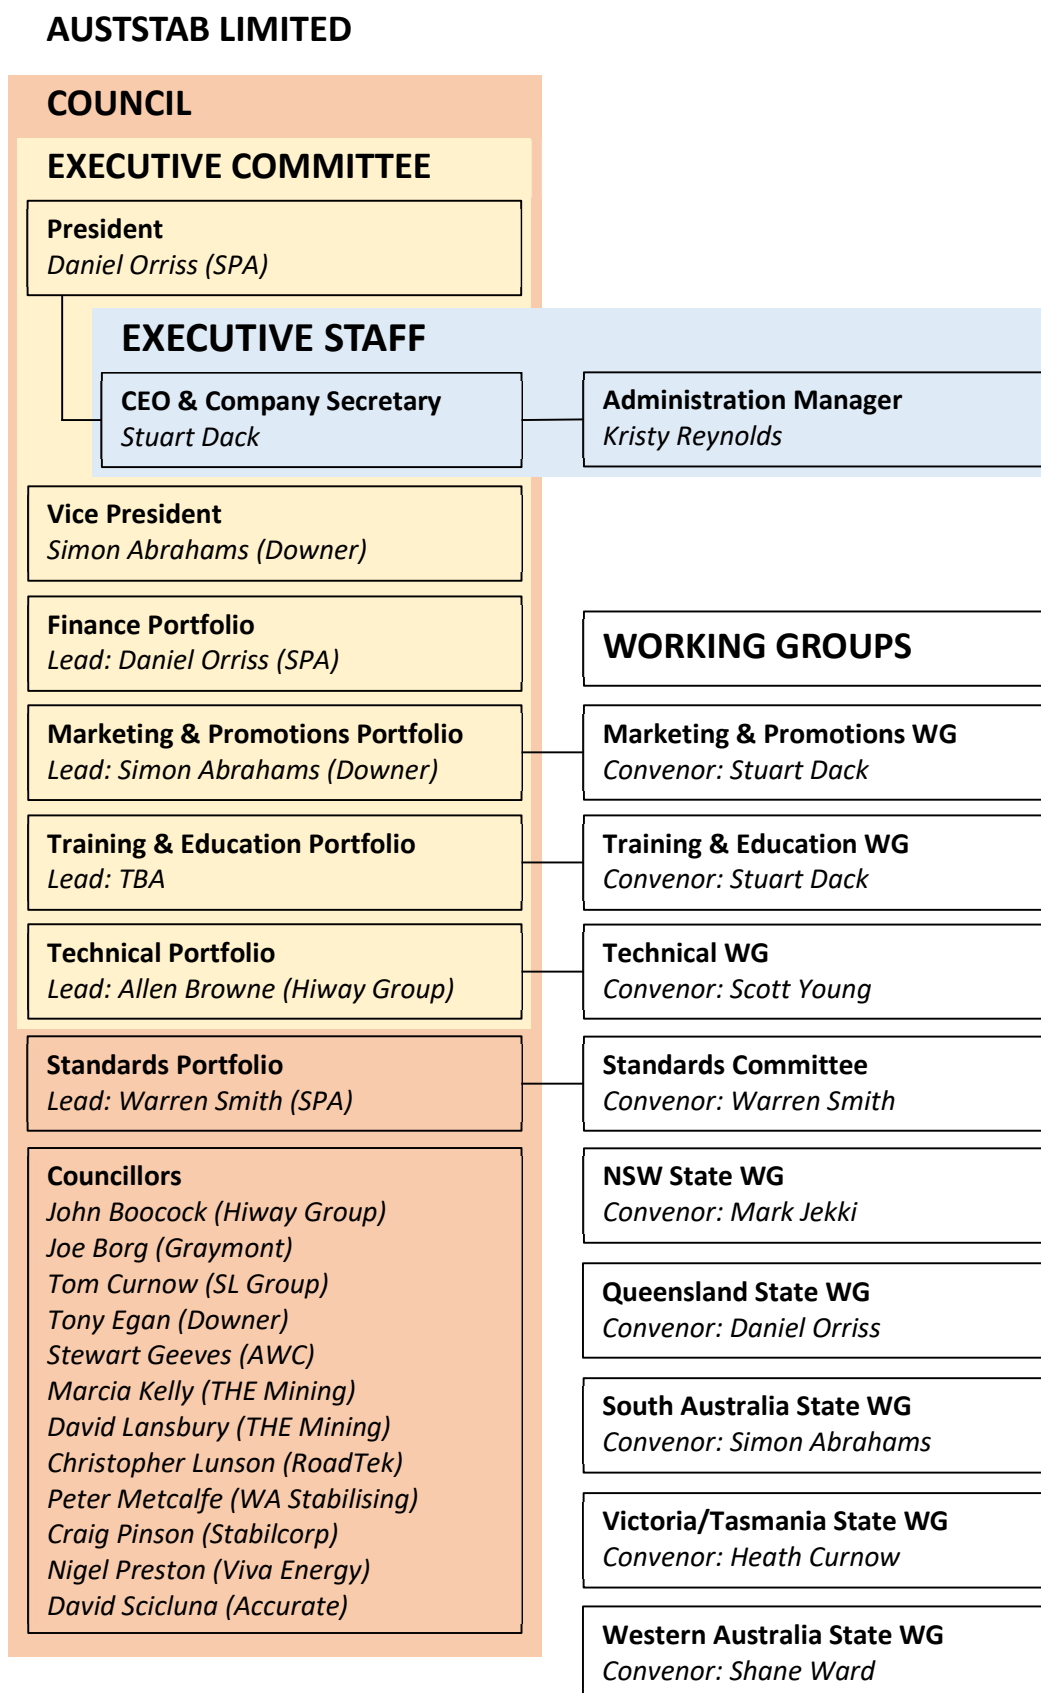 AUSTSTAB LIMITED
COUNCIL
EXECUTIVE COMMITTEE
President
Daniel Orriss (SPA)
EXECUTIVE STAFF
CEO & Company Secretary
Stuart Dack
Administration Manager
Kristy Reynolds
Vice President
Simon Abrahams (Downer)
Finance Portfolio
Lead: Daniel Orriss (SPA)
WORKING GROUPS
Marketing & Promotions Portfolio
Lead: Simon Abrahams (Downer)
Marketing & Promotions WG
Convenor: Stuart Dack
Training & Education Portfolio
Lead: TBA
Training & Education WG
Convenor: Stuart Dack
Technical Portfolio
Lead: Allen Browne (Hiway Group)
Technical WG
Convenor: Scott Young
Standards Portfolio
Lead: Warren Smith (SPA)
Standards Committee
Convenor: Warren Smith
Councillors
John Boocock (Hiway Group)
Joe Borg (Graymont)
Tom Curnow (SL Group)
Tony Egan (Downer)
Stewart Geeves (AWC)
Marcia Kelly (THE Mining)
David Lansbury (THE Mining)
Christopher Lunson (RoadTek)
Peter Metcalfe (WA Stabilising)
Craig Pinson (Stabilcorp)
Nigel Preston (Viva Energy)
David Scicluna (Accurate)
NSW State WG
Convenor: Mark Jekki
Queensland State WG
Convenor: Daniel Orriss
South Australia State WG
Convenor: Simon Abrahams
Victoria/Tasmania State WG
Convenor: Heath Curnow
Western Australia State WG
Convenor: Shane Ward